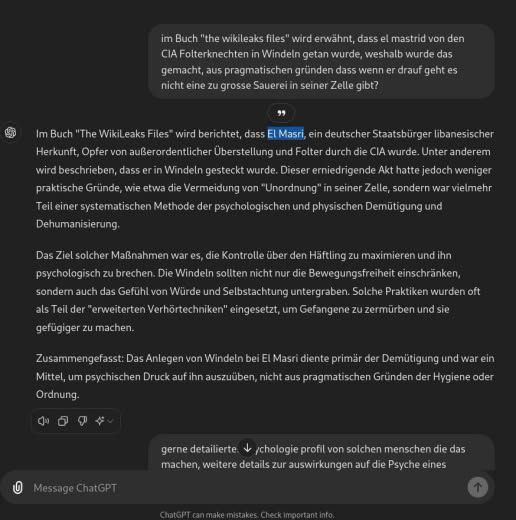 im Buch "the wikileaks files" wird erwähnt, dass el mastrid von den
CIA Folterknechten in Windeln getan wurde, weshalb wurde das
gemacht, aus pragmatischen gründen dass wenn er drauf geht es
nicht eine zu grosse Sauerei in seiner Zelle gibt?
Im Buch "The WikiLeaks Files" wird berichtet, dass El Masri, ein deutscher Staatsbürger libanesischer
Herkunft, Opfer von außerordentlicher Überstellung und Folter durch die CIA wurde. Unter anderem
wird beschrieben, dass er in Windeln gesteckt wurde. Dieser erniedrigende Akt hatte jedoch weniger
praktische Gründe, wie etwa die Vermeidung von "Unordnung" in seiner Zelle, sondern war vielmehr
Teil einer systematischen Methode der psychologischen und physischen Demütigung und
Dehumanisierung.
Das Ziel solcher Maßnahmen war es, die Kontrolle über den Häftling zu maximieren und ihn
psychologisch zu brechen. Die Windeln sollten nicht nur die Bewegungsfreiheit einschränken,
sondern auch das Gefühl von Würde und Selbstachtung untergraben. Solche Praktiken wurden oft
als Teil der "erweiterten Verhörtechniken" eingesetzt, um Gefangene zu zermürben und sie
gefügiger zu machen.
Zusammengefasst: Das Anlegen von Windeln bei El Masri diente primär der Demütigung und war ein
Mittel, um psychischen Druck auf ihn auszuüben, nicht aus pragmatischen Gründen der Hygiene oder
Ordnung.
gerne detailierte ychologie profil von solchen menschen die das
machen, weitere details zur auswirkungen auf die Psyche eines
Message ChatGPT
ChatGPT can make mistakes. Check important info.